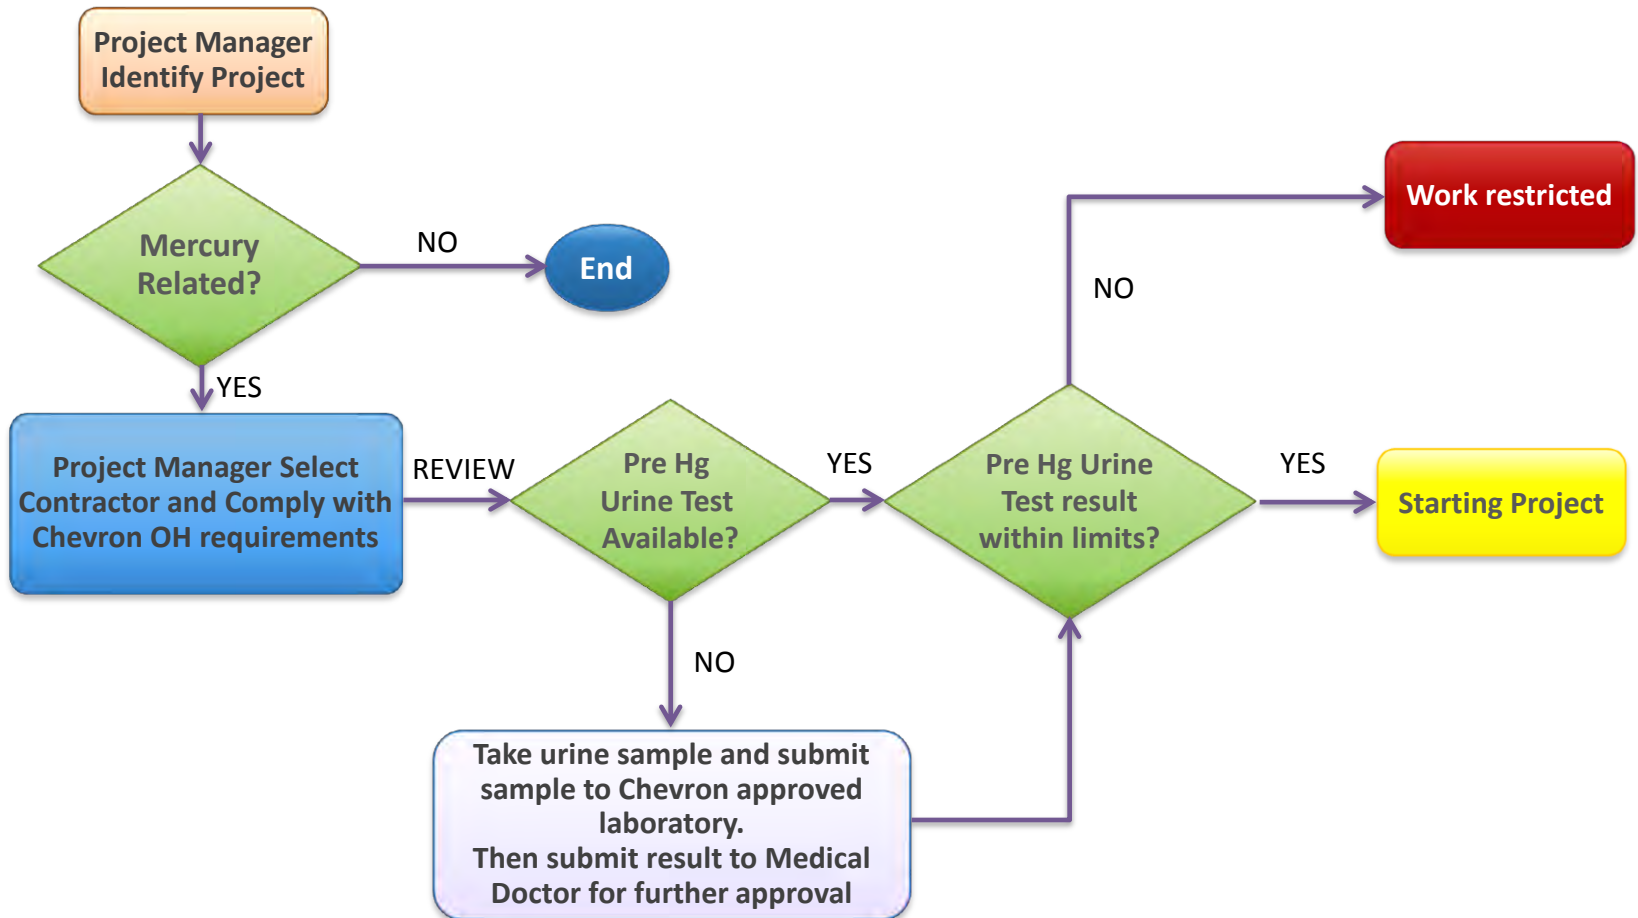 Project Manager
Identify Project
Mercury
Related?
NO
End
YES
Project Manager Select
Contractor and Comply with
Chevron OH requirements
REVIEW
Pre Hg
Urine Test
Available?
YES
NO
Take urine sample and submit
sample to Chevron approved
laboratory.
Then submit result to Medical
Doctor for further approval
Pre Hg Urine
Test result
within limits?
NO
Work restricted
YES
Starting Project